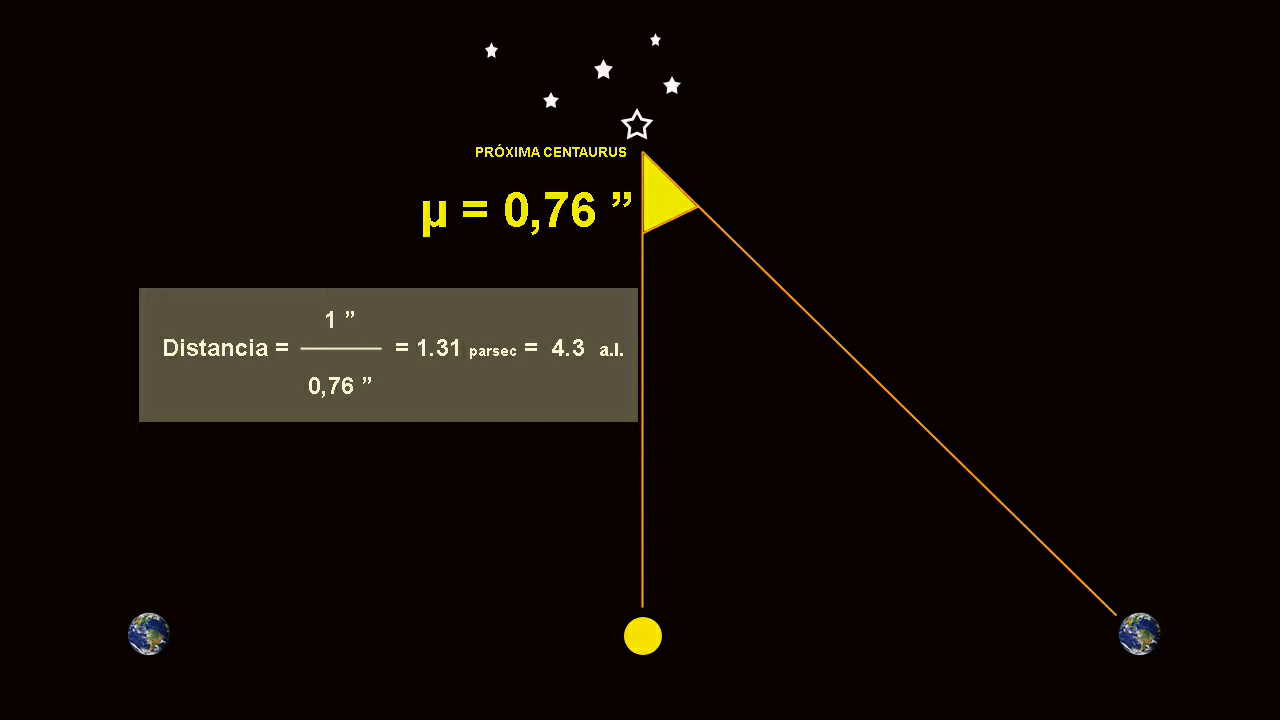 PRÓXIMA CENTAURUS
µ = 0,76 ”
1 ”
Distancia = = 1.31 parsec = 4.3 a.l.
0,76 ”